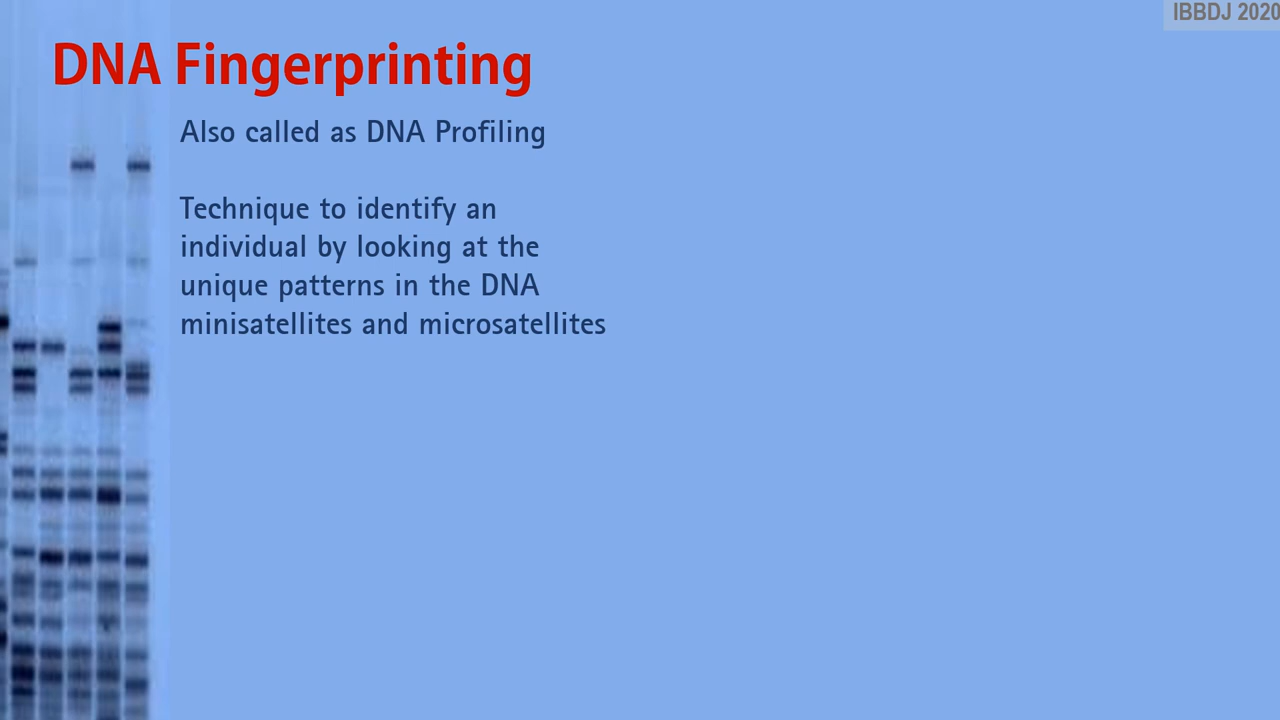 IBBDJ 2020
DNA Fingerprinting
Also called as DNA Profiling
Technique to identify an
individual by looking at the
unique patterns in the DNA
minisatellites and microsatellites